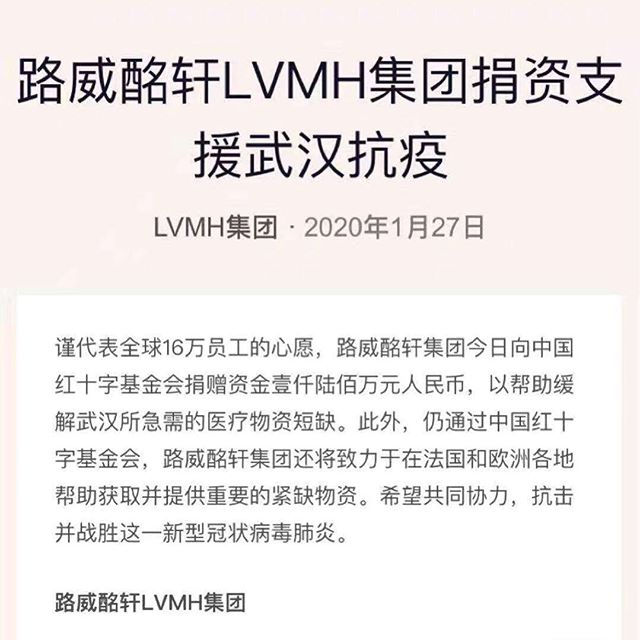 路威酩轩LVMH集团捐资支
援武汉抗疫
LVMH集团 · 2020年1月27日
谨代表全球16万员工的心愿，路威酩轩集团今日向中国
红十字基金会捐赠资金壹仟陆佰万元人民币，以帮助缓
解武汉所急需的医疗物资短缺。此外，仍通过中国红十
字基金会，路威酩轩集团还将致力于在法国和欧洲各地
帮助获取并提供重要的紧缺物资。希望共同协力，抗击
并战胜这一新型冠状病毒肺炎。
路威酩轩LVMH集团